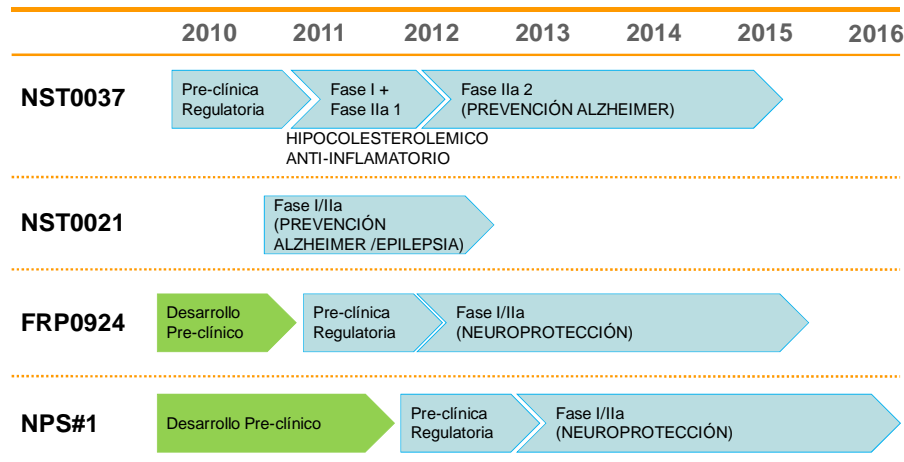 2010 2011 2012 2013 2014 2015 2016
NST0037
Pre-clínica
Regulatoria
Fase I +
Fase IIa 1
Fase IIa 2
(PREVENCIÓN ALZHEIMER)
HIPOCOLESTEROLEMICO
ANTI-INFLAMATORIO
NST0021
Fase I/IIa
(PREVENCIÓN
ALZHEIMER /EPILEPSIA)
FRP0924
Desarrollo
Pre-clínico
Pre-clínica
Regulatoria
Fase I/IIa
(NEUROPROTECCIÓN)
NPS#1
Desarrollo Pre-clínico
Pre-clínica
Regulatoria
Fase I/IIa
(NEUROPROTECCIÓN)